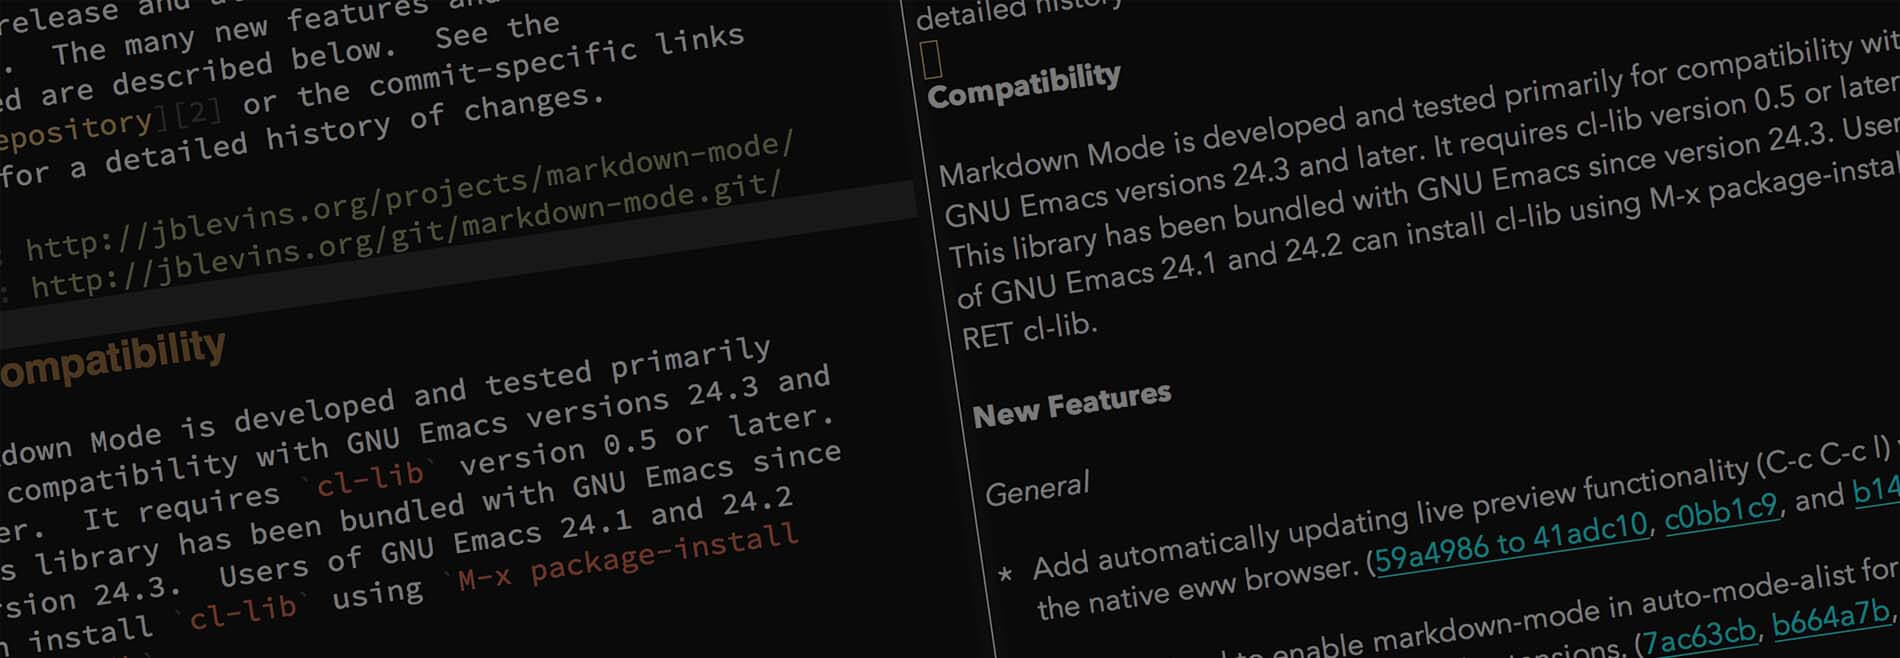 release and
. The many new features
ed are described below. See the
epository][2] or the commit-specific links
for a detailed history of changes.
: http://jblevins.org/projects/markdown-mode/
: http://jblevins.org/git/markdown-mode.git/
ompatibility
down Mode is developed and tested primarily
compatibility with GNU Emacs versions 24.3 and
er. It requires `cl-lib` version 0.5 or later.
s library has been bundled with GNU Emacs since
rsion 24.3. Users of GNU Emacs 24.1 and 24.2
n install `cl-lib` using `M-x package-install
detailed history
Compatibility
Markdown Mode is developed and tested primarily for compatibility wit
GNU Emacs versions 24.3 and later. It requires cl-lib version 0.5 or later
This library has been bundled with GNU Emacs since version 24.3. User
of GNU Emacs 24.1 and 24.2 can install cl-lib using M-x package-instal
RET cl-lib.
New Features
General
* Add automatically updating live preview functionality (C-c C-c l)
the native eww browser. (59a4986 to 41adc10, c0bb1c9, and b14
to enable markdown-mode in auto-mode-alist for
nsions. (7ac63cb, b664a7b,